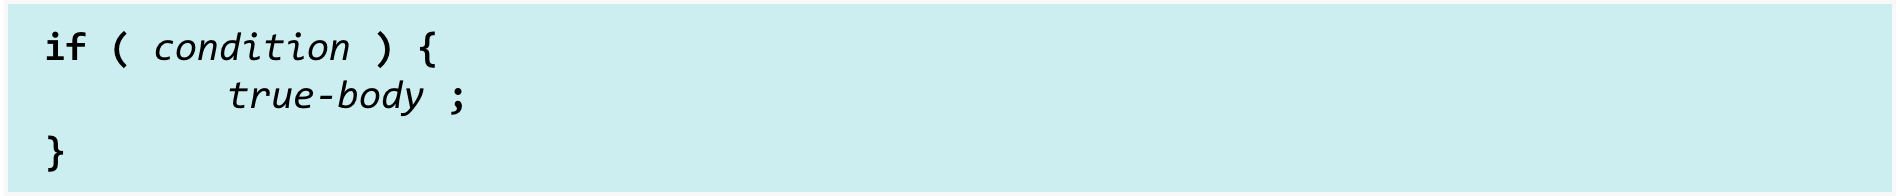 if ( condition ) {
true-body ;
}